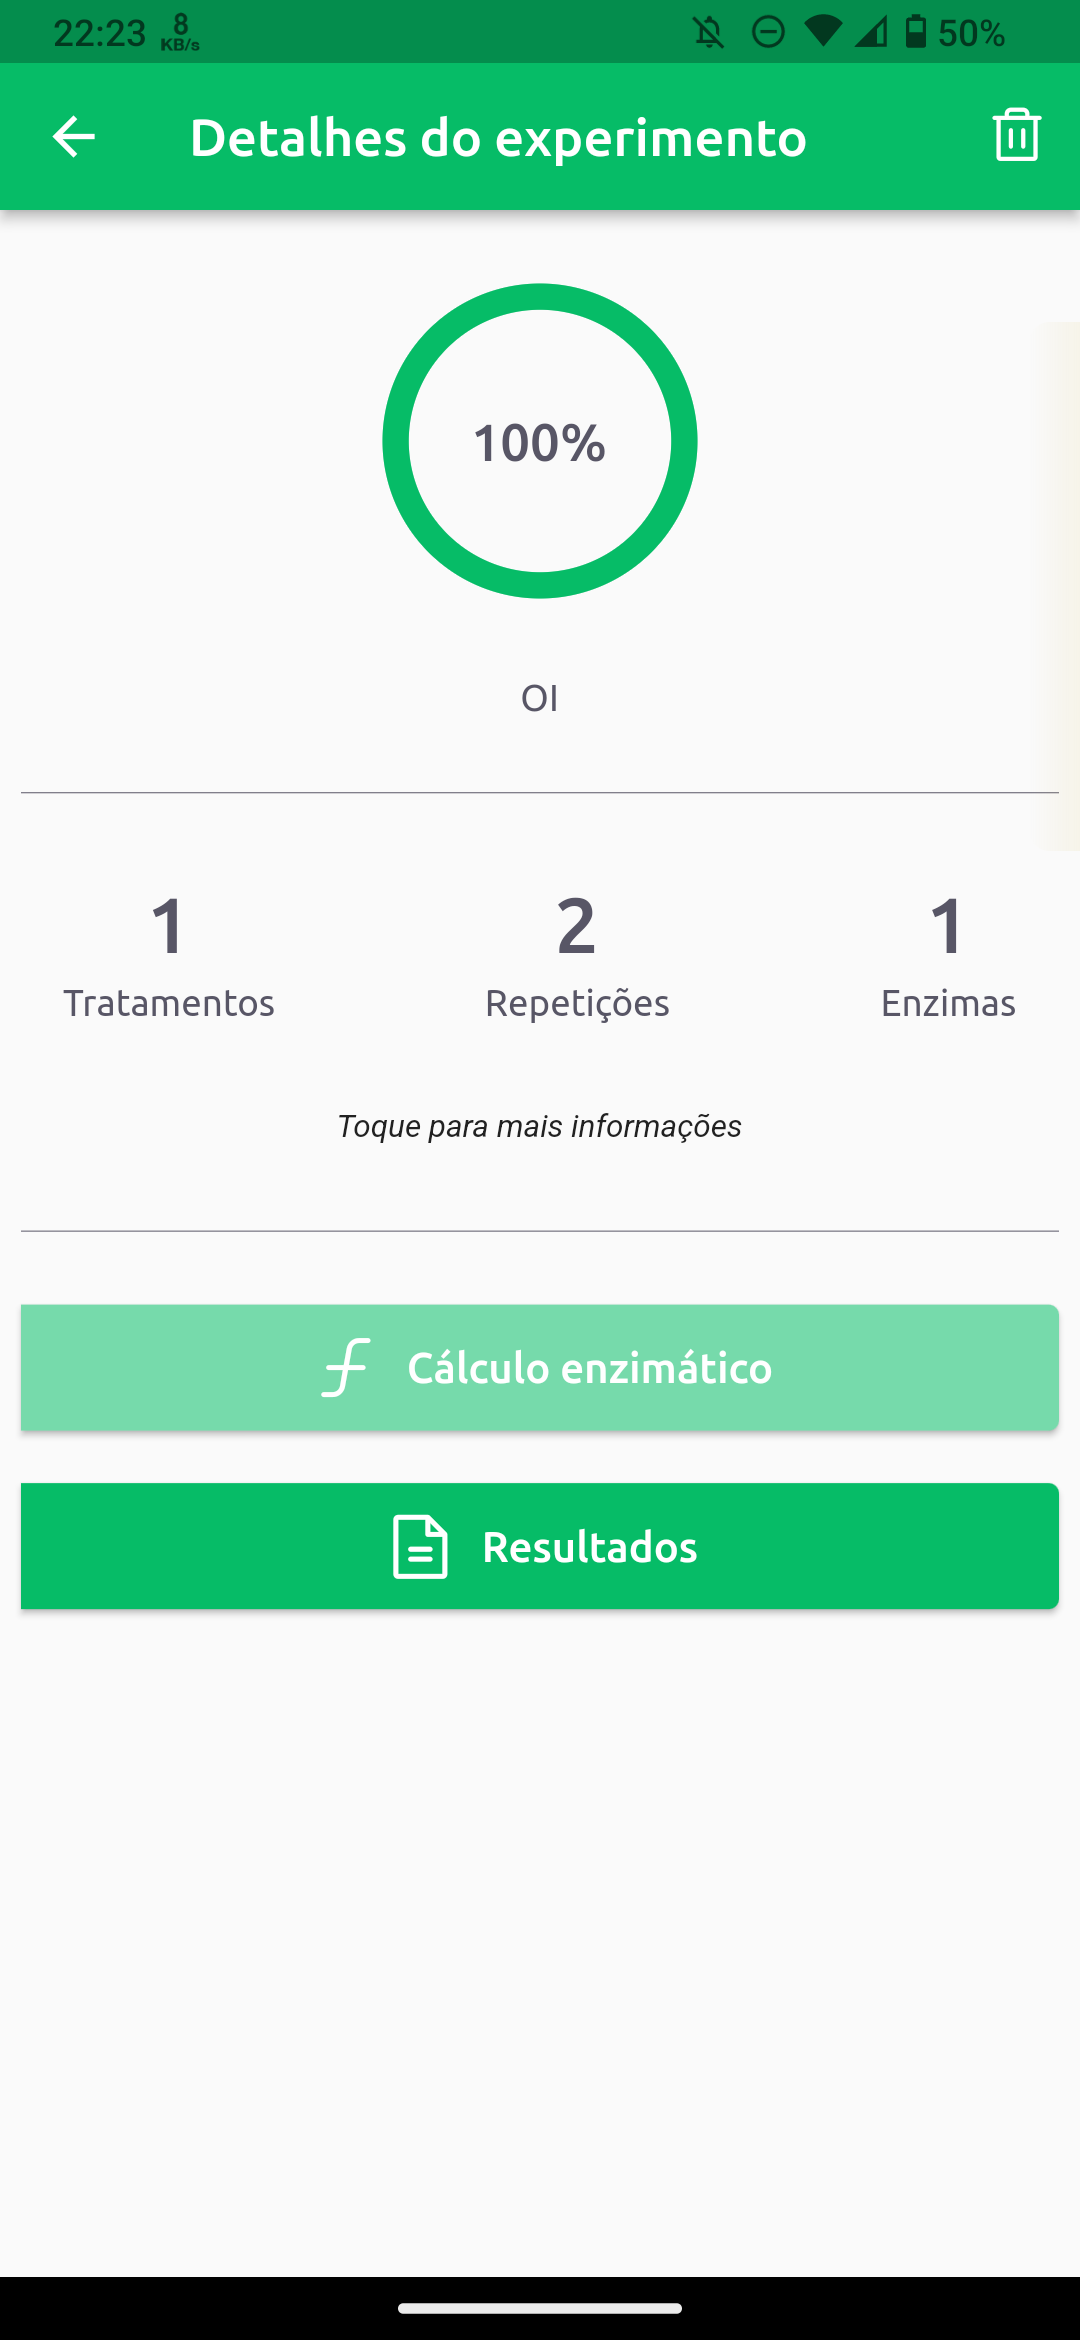 22:23 8 KB/s 50%
Detalhes do experimento
100%
OI
1 2 1
Tratamentos Repetições Enzimas
Toque para mais informações
Cálculo enzimático
Resultados